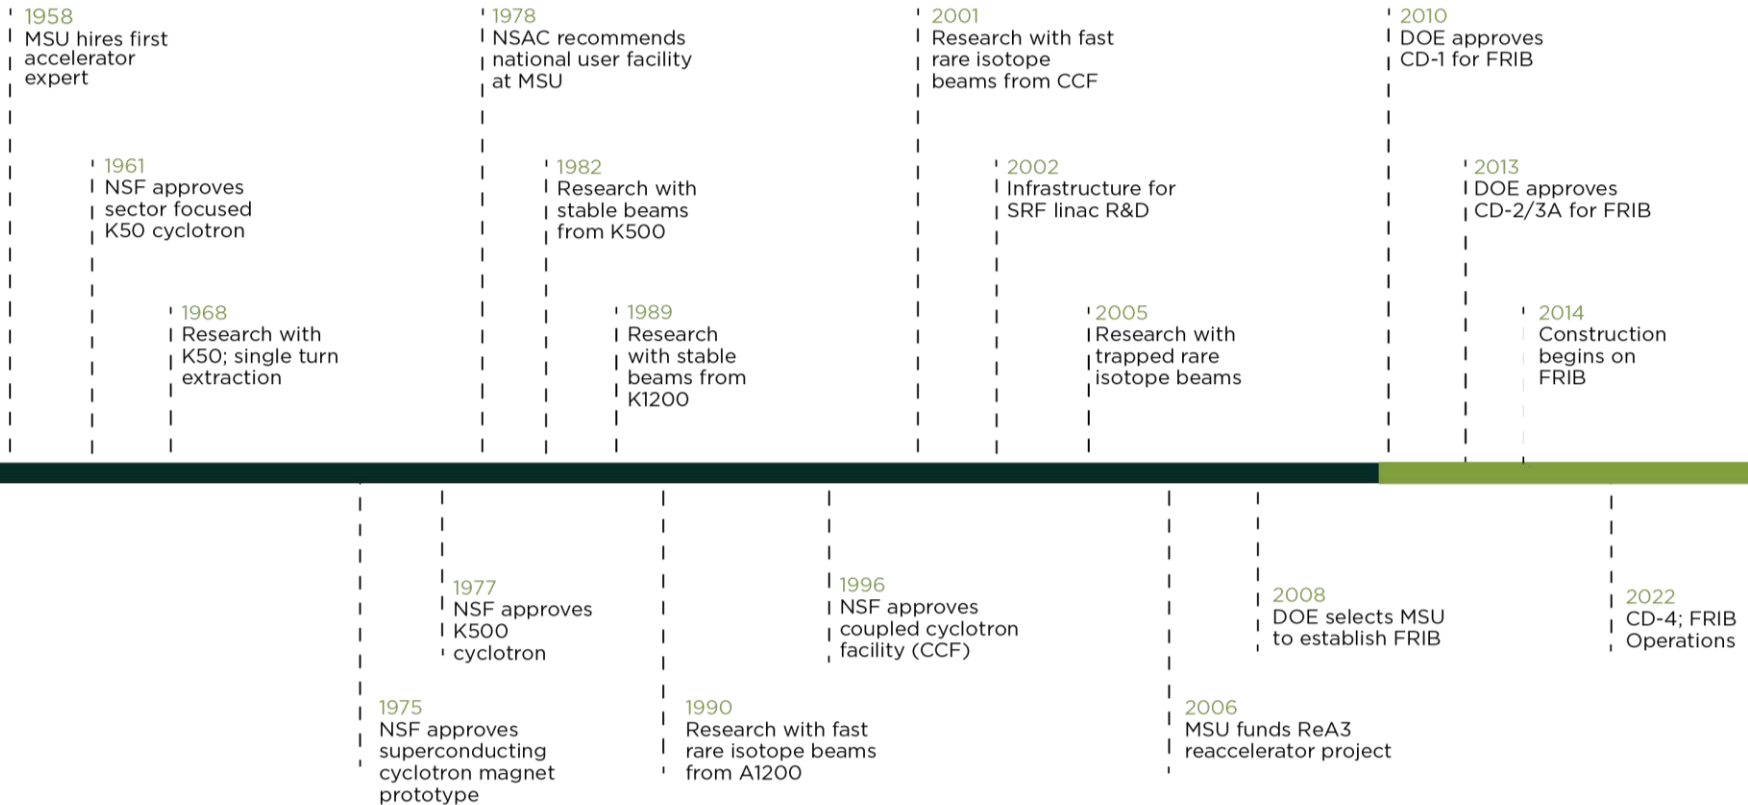 1958
MSU hires first
accelerator
expert
1961
NSF approves
sector focused
K50 cyclotron
1968
Research with
K50; single turn
extraction
1975
NSF approves
superconducting
cyclotron magnet
prototype
1977
NSF approves
K500
cyclotron
1978
NSAC recommends
national user facility
at MSU
1982
Research with
stable beams
from K500
1989
Research
with stable
beams from
K1200
1990
Research with fast
rare isotope beams
from A1200
1996
NSF approves
coupled cyclotron
facility (CCF)
2001
Research with fast
rare isotope
beams from CCF
2002
Infrastructure for
SRF linac R&D
2005
Research with
trapped rare
isotope beams
2006
MSU funds ReA3
reaccelerator project
2008
DOE selects MSU
to establish FRIB
2010
DOE approves
CD-1 for FRIB
2013
DOE approves
CD-2/3A for FRIB
2014
Construction
begins on
FRIB
2022
CD-4; FRIB
Operations